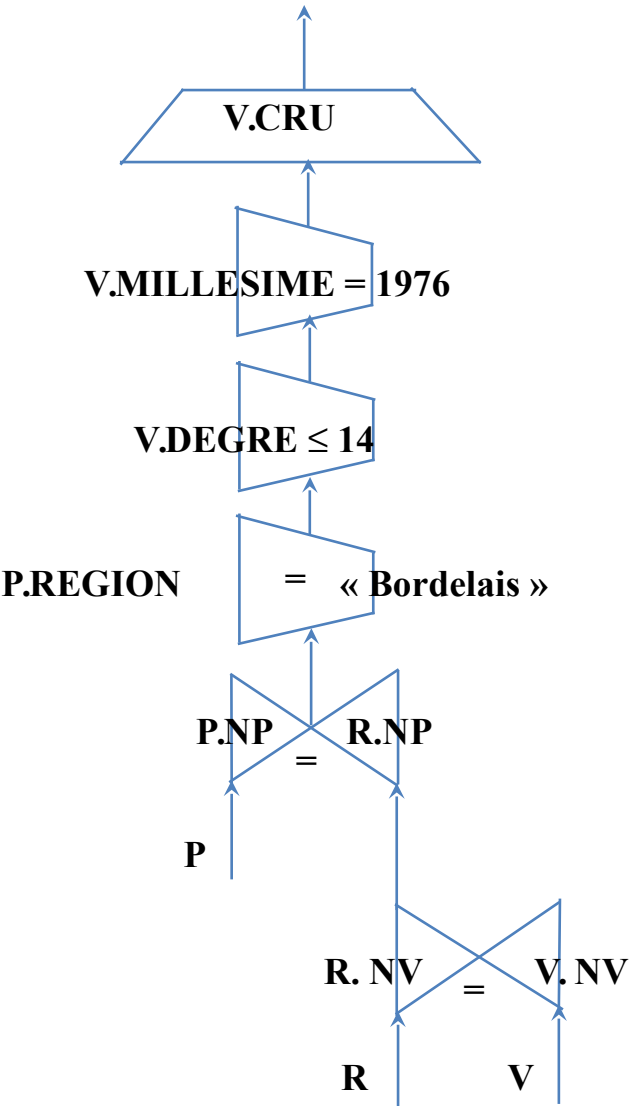 V.CRU
V.MILLESIME = 1976
V.DEGRE ≤ 14
P.REGION = « Bordelais »
P.NP R.NP
=
P
R. NV V. NV
=
R V